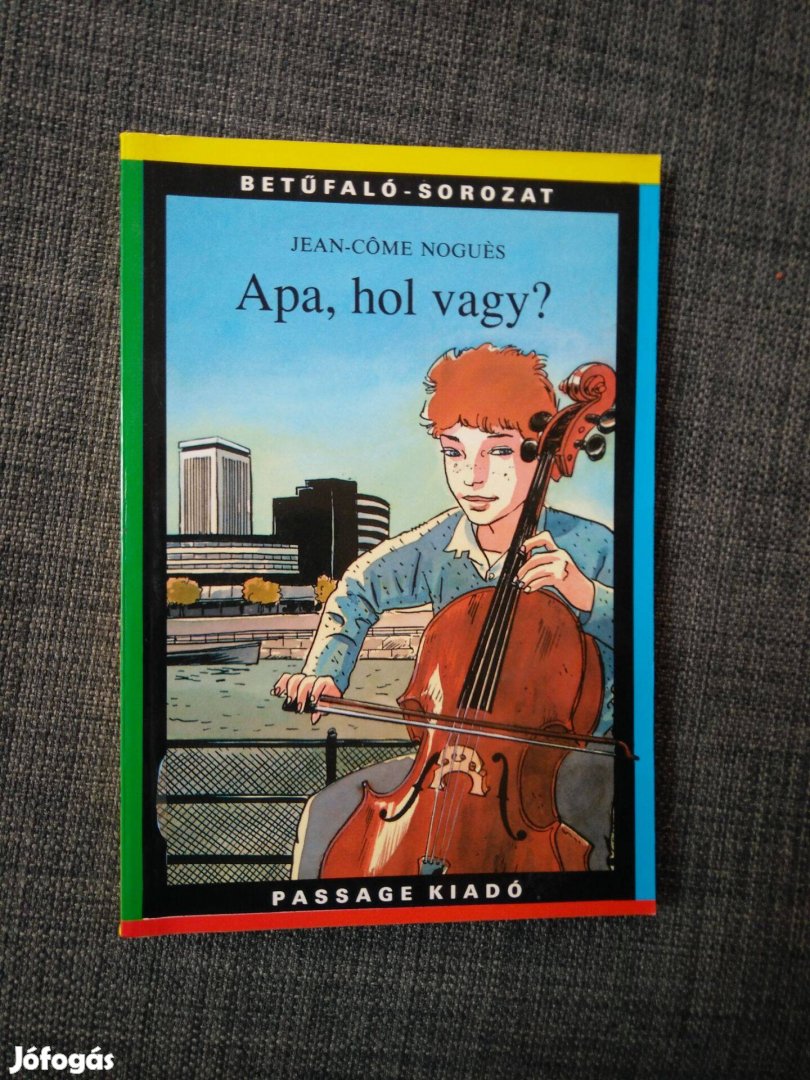 BETŰFALÓ-SOROZAT
JEAN-CÔME NOGUÈS
Apa, hol vagy?
PASSAGE KIADÓ
Jófogás